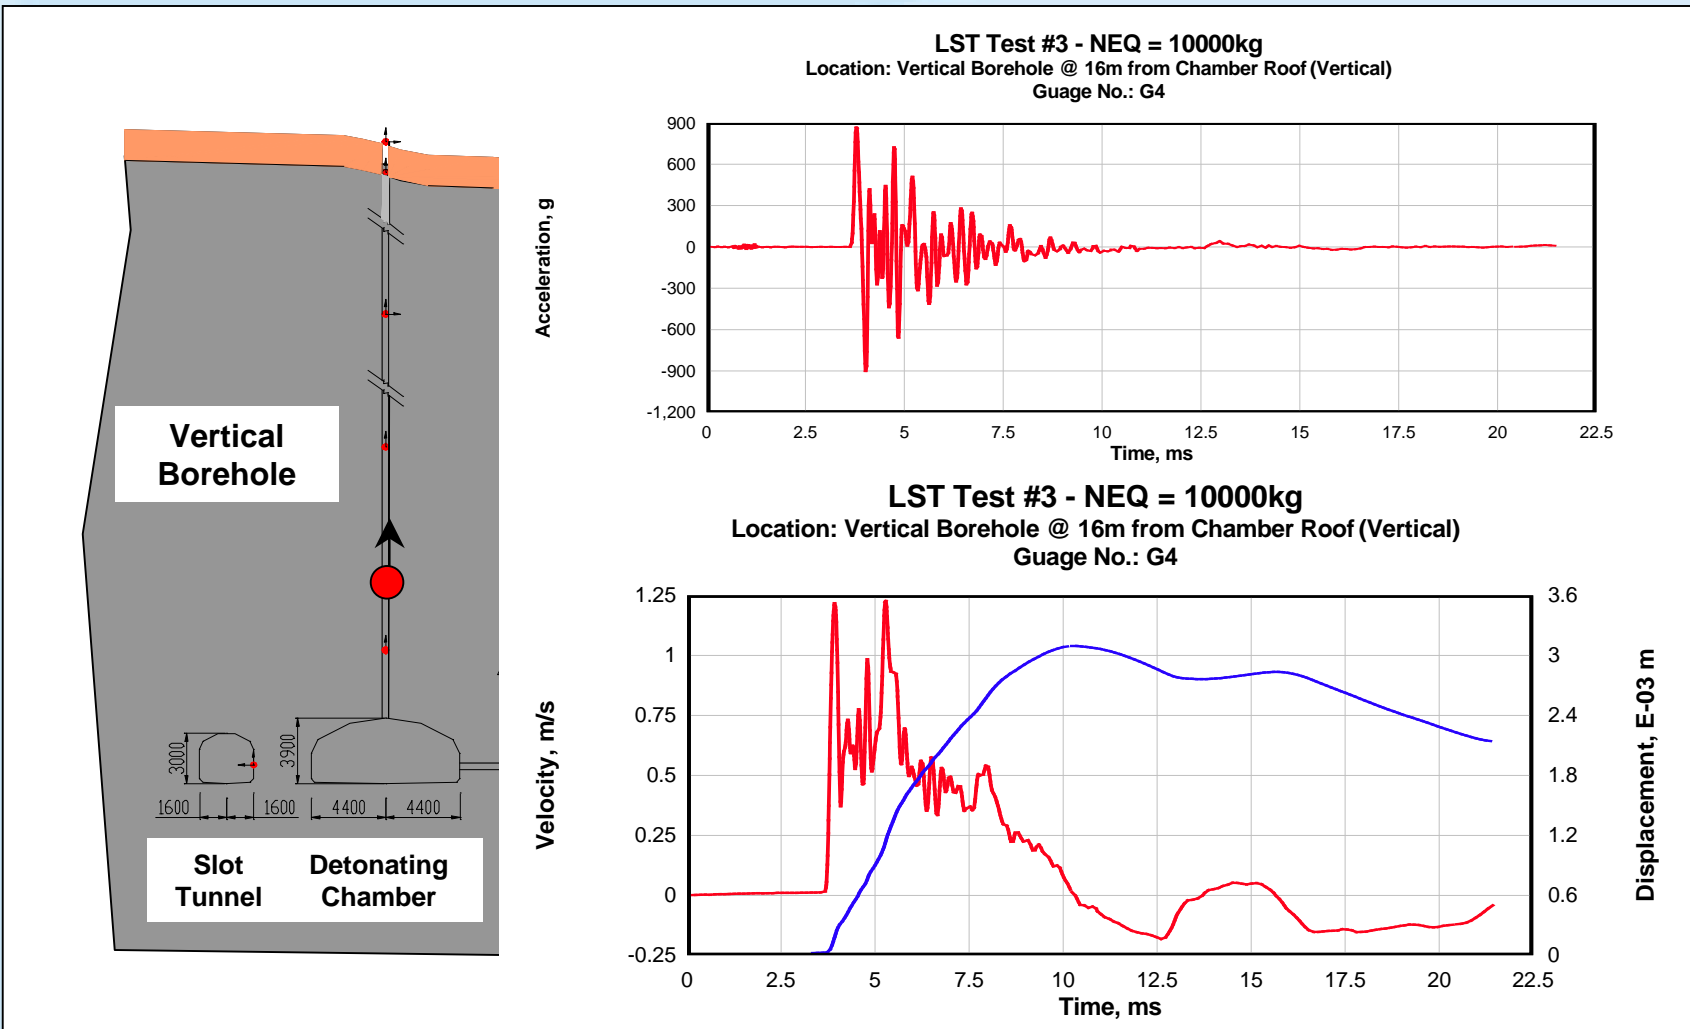 LST Test #3 - NEQ = 10000kg
Location: Vertical Borehole @ 16m from Chamber Roof (Vertical)
Guage No.: G4
900
600
300
0
-300
-600
-900
-1,200
Acceleration, g
0 2.5 5 7.5 10 12.5 15 17.5 20 22.5
Time, ms
Vertical
Borehole
3000
3900
1600 1600 4400 4400
Slot
Tunnel
Detonating
Chamber
LST Test #3 - NEQ = 10000kg
Location: Vertical Borehole @ 16m from Chamber Roof (Vertical)
Guage No.: G4
1.25
1
0.75
0.5
0.25
0
-0.25
Velocity, m/s
3.6
3
2.4
1.8
1.2
0.6
0
Displacement, E-03 m
0 2.5 5 7.5 10 12.5 15 17.5 20 22.5
Time, ms